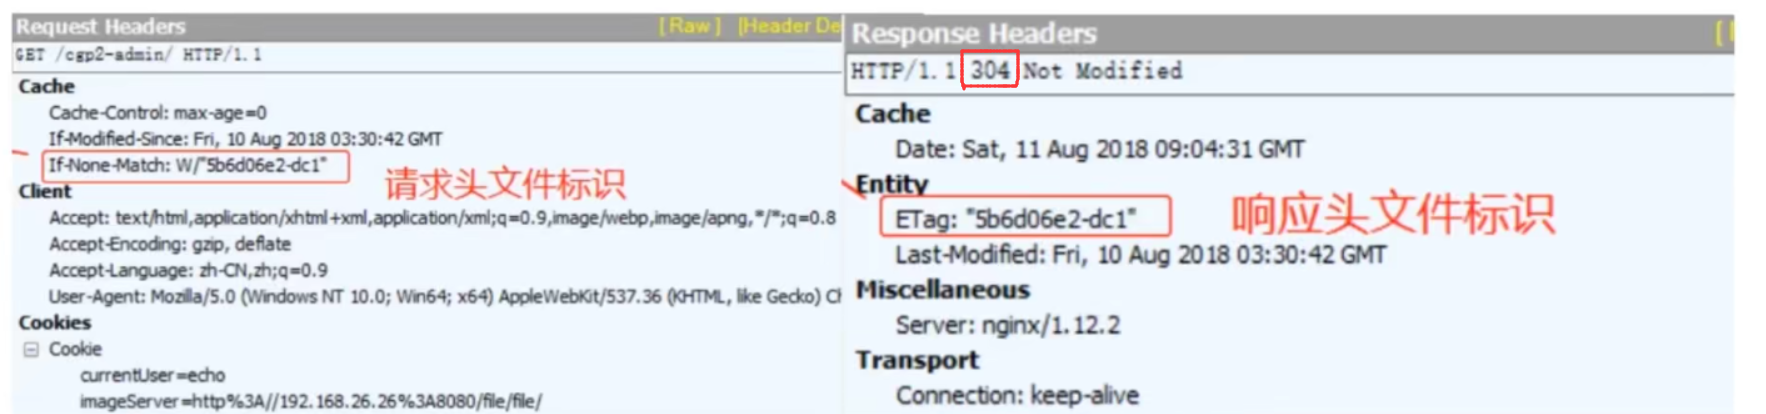 Request Headers
[ Raw ] [Header De
GET /cgp2-admin/ HTTP/1.1
Cache
Cache-Control: max-age=0
If-Modified-Since: Fri, 10 Aug 2018 03:30:42 GMT
If-None-Match: W/"5b6d06e2-dc1"
请求头文件标识
Client
Accept: text/html,application/xhtml+xml,application/xml;q=0.9,image/webp,image/apng,*/*;q=0.8
Accept-Encoding: gzip, deflate
Accept-Language: zh-CN,zh;q=0.9
User-Agent: Mozilla/5.0 (Windows NT 10.0; Win64; x64) AppleWebKit/537.36 (KHTML, like Gecko) Ch
Cookies
Cookie
currentUser=echo
imageServer=http%3A//192.168.26.26%3A8080/file/file/
Response Headers
HTTP/1.1 304 Not Modified
Cache
Date: Sat, 11 Aug 2018 09:04:31 GMT
Entity
ETag: "5b6d06e2-dc1"
响应头文件标识
Last-Modified: Fri, 10 Aug 2018 03:30:42 GMT
Miscellaneous
Server: nginx/1.12.2
Transport
Connection: keep-alive